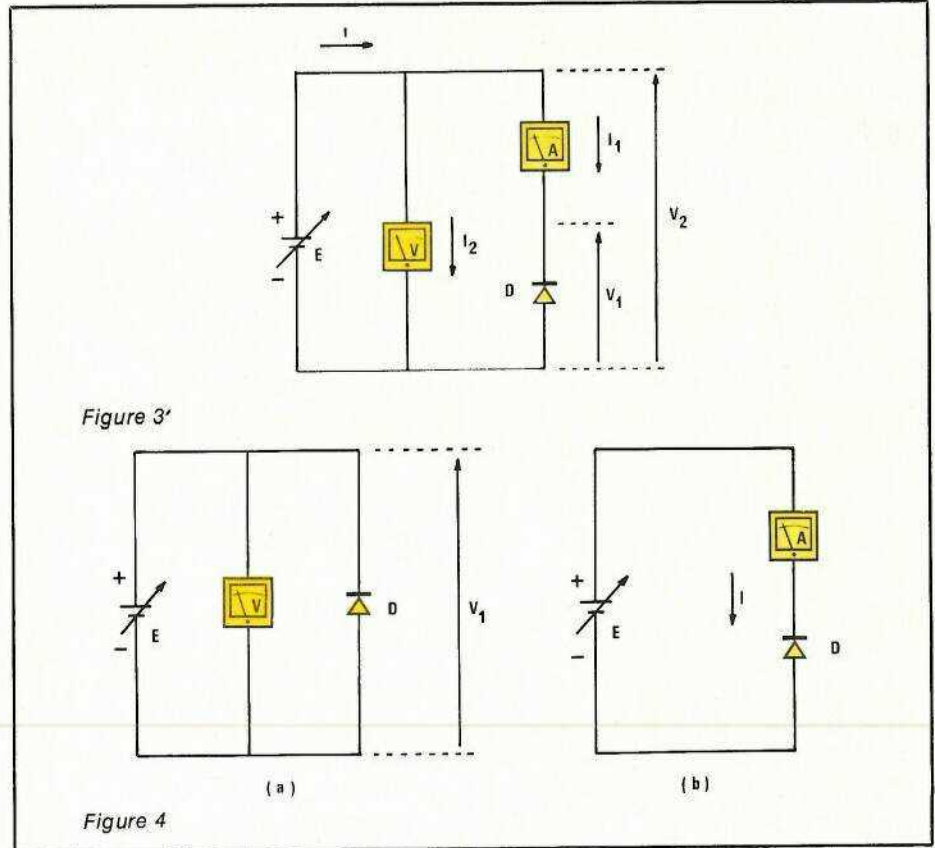 I
+
−
E
V
I₂
A
I₁
D
V₁
V₂
Figure 3'
+
−
E
V
D
V₁
(a)
+
−
E
A
I
D
(b)
Figure 4